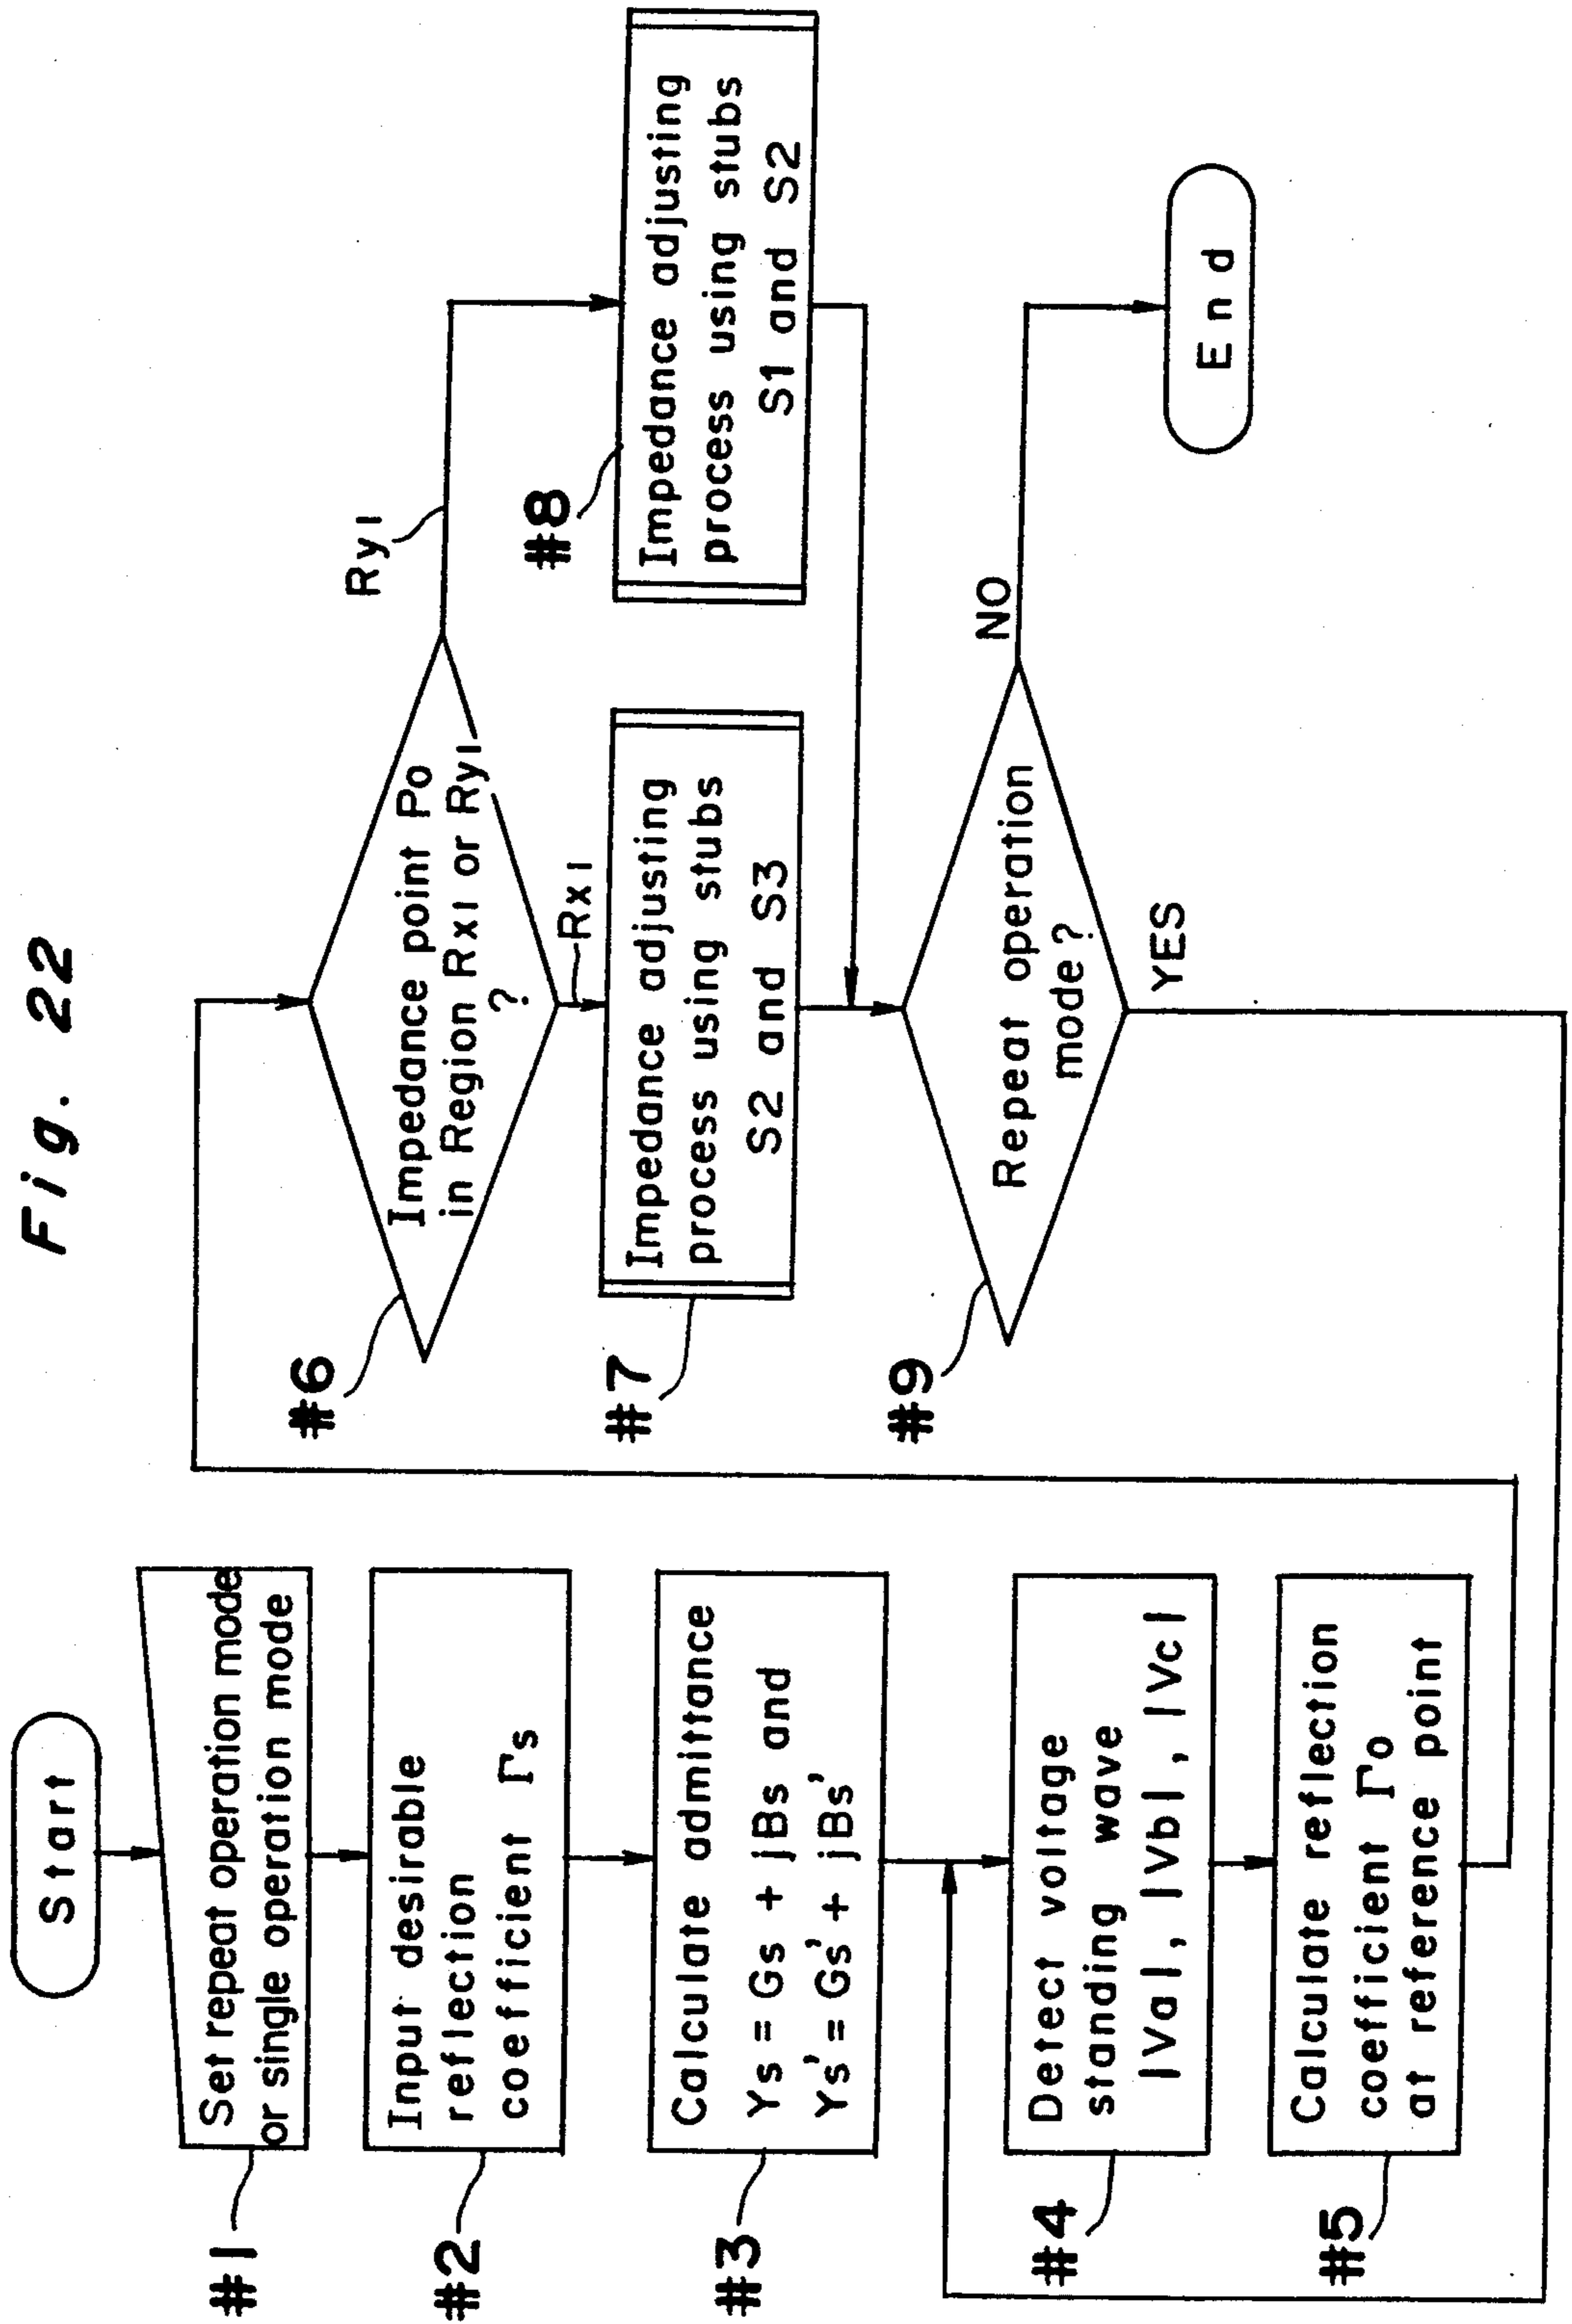 Fig. 22
Start
#1
Set repeat operation mode
or single operation mode
#2
Input desirable
reflection
coefficient Γs
#3
Calculate admittance
Ys = Gs + jBs and
Ys' = Gs' + jBs'
#4
Detect voltage
standing wave
|Va|, |Vb|, |Vc|
#5
Calculate reflection
coefficient Γo
at reference point
#6
Impedance point Po
in Region Rx1 or Ry1
?
Rx1
Ry1
#7
Impedance adjusting
process using stubs
S2 and S3
#8
Impedance adjusting
process using stubs
S1 and S2
#9
Repeat operation
mode?
YES
NO
End